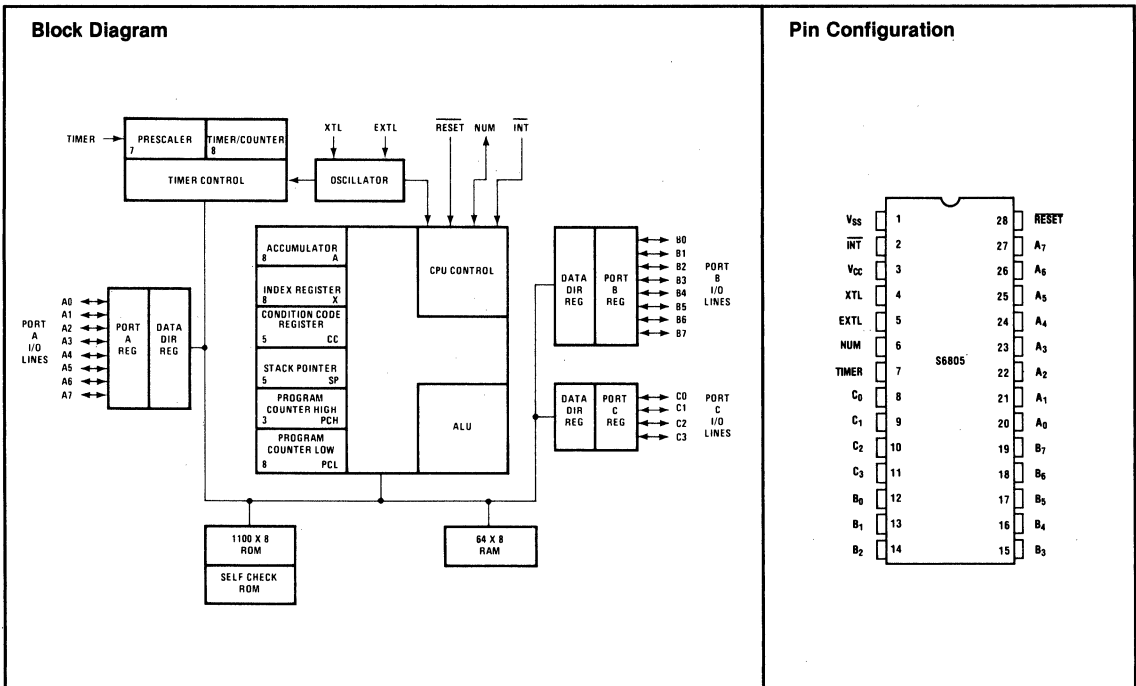 Block Diagram
TIMER
PRESCALER
7
TIMER/COUNTER
8
TIMER CONTROL
XTL
EXTL
OSCILLATOR
RESET
NUM
INT
ACCUMULATOR
8 A
INDEX REGISTER
8 X
CONDITION CODE
REGISTER
5 CC
STACK POINTER
5 SP
PROGRAM
COUNTER HIGH
3 PCH
PROGRAM
COUNTER LOW
8 PCL
CPU CONTROL
ALU
PORT
A
I/O
LINES
A0
A1
A2
A3
A4
A5
A6
A7
PORT
A
REG
DATA
DIR
REG
DATA
DIR
REG
PORT
B
REG
B0
B1
B2
B3
B4
B5
B6
B7
PORT
B
I/O
LINES
DATA
DIR
REG
PORT
C
REG
C0
C1
C2
C3
PORT
C
I/O
LINES
1100 X 8
ROM
SELF CHECK
ROM
64 X 8
RAM
Pin Configuration
S6805
VSS 1
INT 2
VCC 3
XTL 4
EXTL 5
NUM 6
TIMER 7
C0 8
C1 9
C2 10
C3 11
B0 12
B1 13
B2 14
28 RESET
27 A7
26 A6
25 A5
24 A4
23 A3
22 A2
21 A1
20 A0
19 B7
18 B6
17 B5
16 B4
15 B3